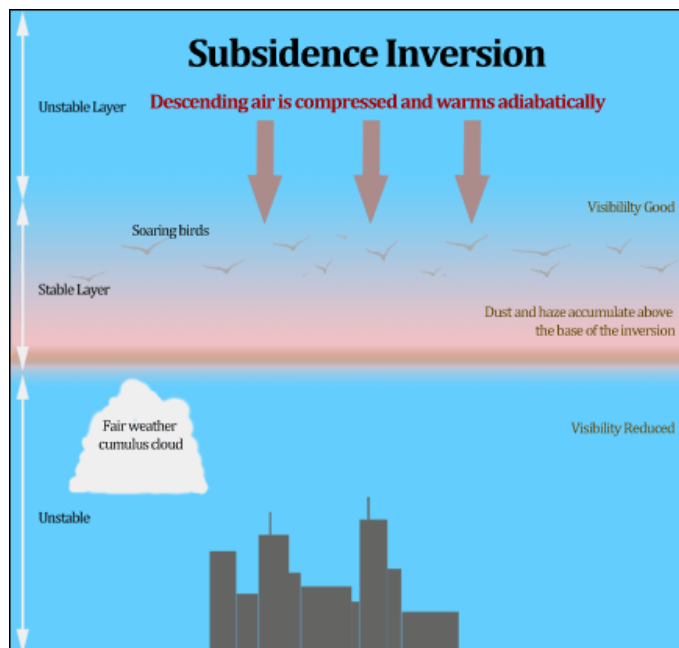 Subsidence Inversion
Descending air is compressed and warms adiabatically
Unstable Layer
Visibililty Good
Soaring birds
Stable Layer
Dust and haze accumulate above
the base of the inversion
Fair weather
cumulus cloud
Visibility Reduced
Unstable